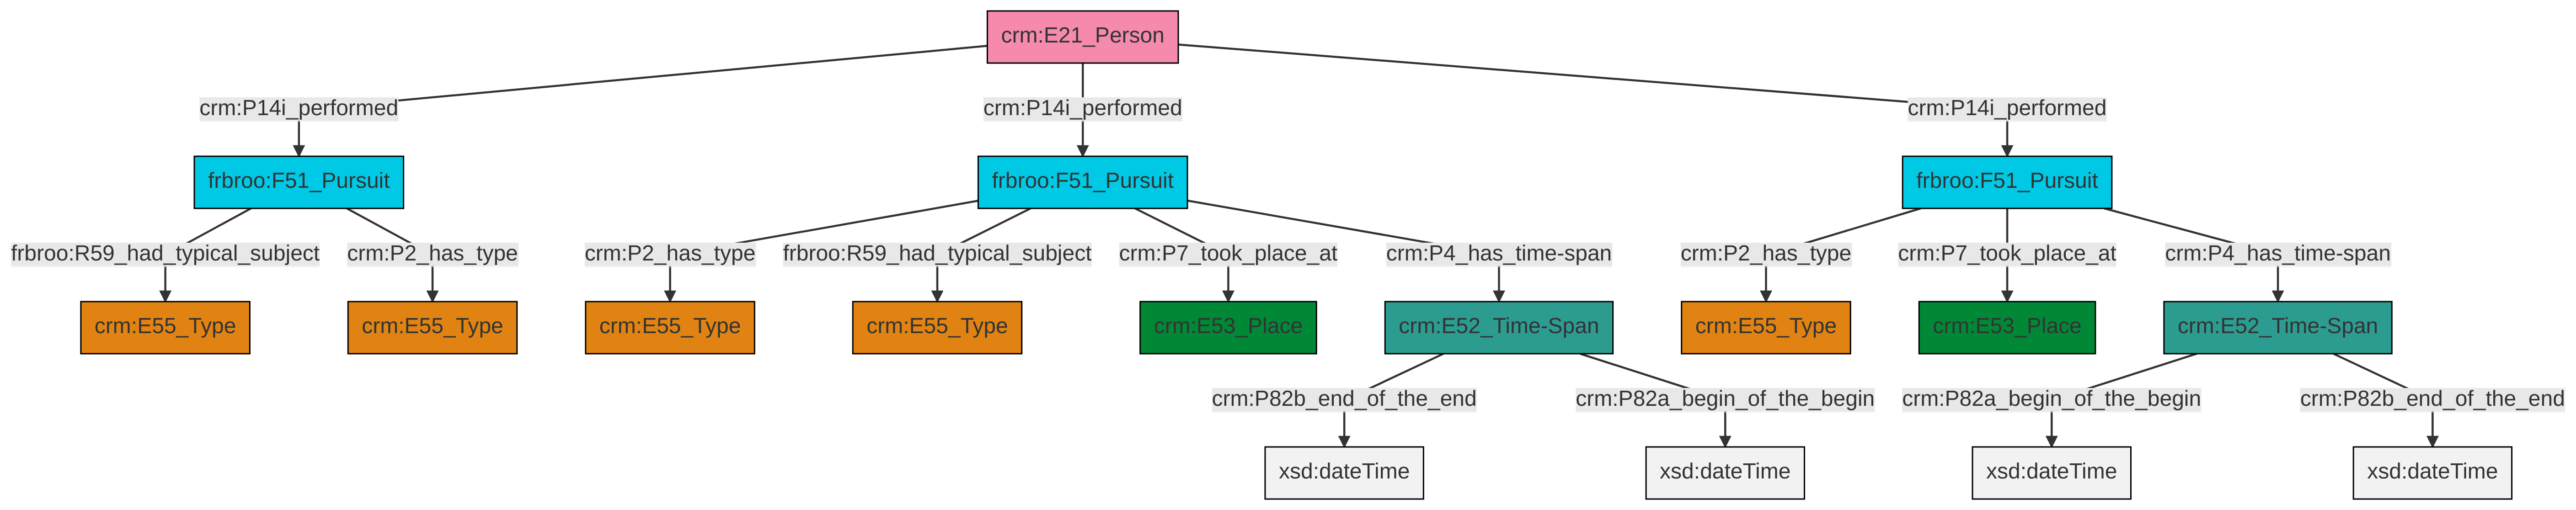 crm:E21_Person
crm:P14i_performed
crm:P14i_performed
crm:P14i_performed
frbroo:F51_Pursuit
frbroo:F51_Pursuit
frbroo:F51_Pursuit
frbroo:R59_had_typical_subject
crm:P2_has_type
crm:P2_has_type
frbroo:R59_had_typical_subject
crm:P7_took_place_at
crm:P4_has_time-span
crm:P2_has_type
crm:P7_took_place_at
crm:P4_has_time-span
crm:E55_Type
crm:E55_Type
crm:E55_Type
crm:E55_Type
crm:E53_Place
crm:E52_Time-Span
crm:E55_Type
crm:E53_Place
crm:E52_Time-Span
crm:P82b_end_of_the_end
crm:P82a_begin_of_the_begin
crm:P82a_begin_of_the_begin
crm:P82b_end_of_the_end
xsd:dateTime
xsd:dateTime
xsd:dateTime
xsd:dateTime